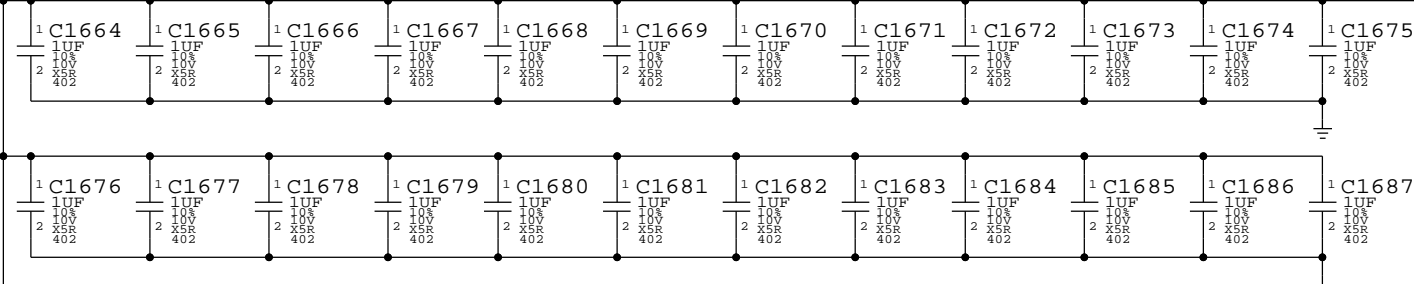 1 C1664 1 C1665 1 C1666 1 C1667 1 C1668 1 C1669 1 C1670 1 C1671 1 C1672 1 C1673 1 C1674 1 C1675
1UF 1UF 1UF 1UF 1UF 1UF 1UF 1UF 1UF 1UF 1UF 1UF
10% 10% 10% 10% 10% 10% 10% 10% 10% 10% 10% 10%
10V 10V 10V 10V 10V 10V 10V 10V 10V 10V 10V 10V
2 X5R 2 X5R 2 X5R 2 X5R 2 X5R 2 X5R 2 X5R 2 X5R 2 X5R 2 X5R 2 X5R 2 X5R
402 402 402 402 402 402 402 402 402 402 402 402
1 C1676 1 C1677 1 C1678 1 C1679 1 C1680 1 C1681 1 C1682 1 C1683 1 C1684 1 C1685 1 C1686 1 C1687
1UF 1UF 1UF 1UF 1UF 1UF 1UF 1UF 1UF 1UF 1UF 1UF
10% 10% 10% 10% 10% 10% 10% 10% 10% 10% 10% 10%
10V 10V 10V 10V 10V 10V 10V 10V 10V 10V 10V 10V
2 X5R 2 X5R 2 X5R 2 X5R 2 X5R 2 X5R 2 X5R 2 X5R 2 X5R 2 X5R 2 X5R 2 X5R
402 402 402 402 402 402 402 402 402 402 402 402